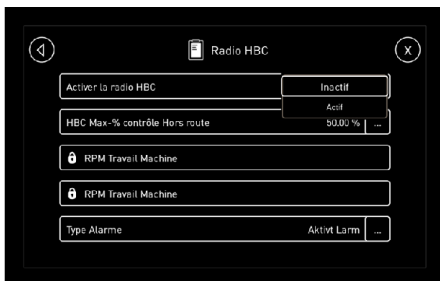 Radio HBC
X
Activer la radio HBC
Inactif
Actif
HBC Max-% contrôle Hors route 50.00 % ...
RPM Travail Machine
RPM Travail Machine
Type Alarme Aktivt Larm ...